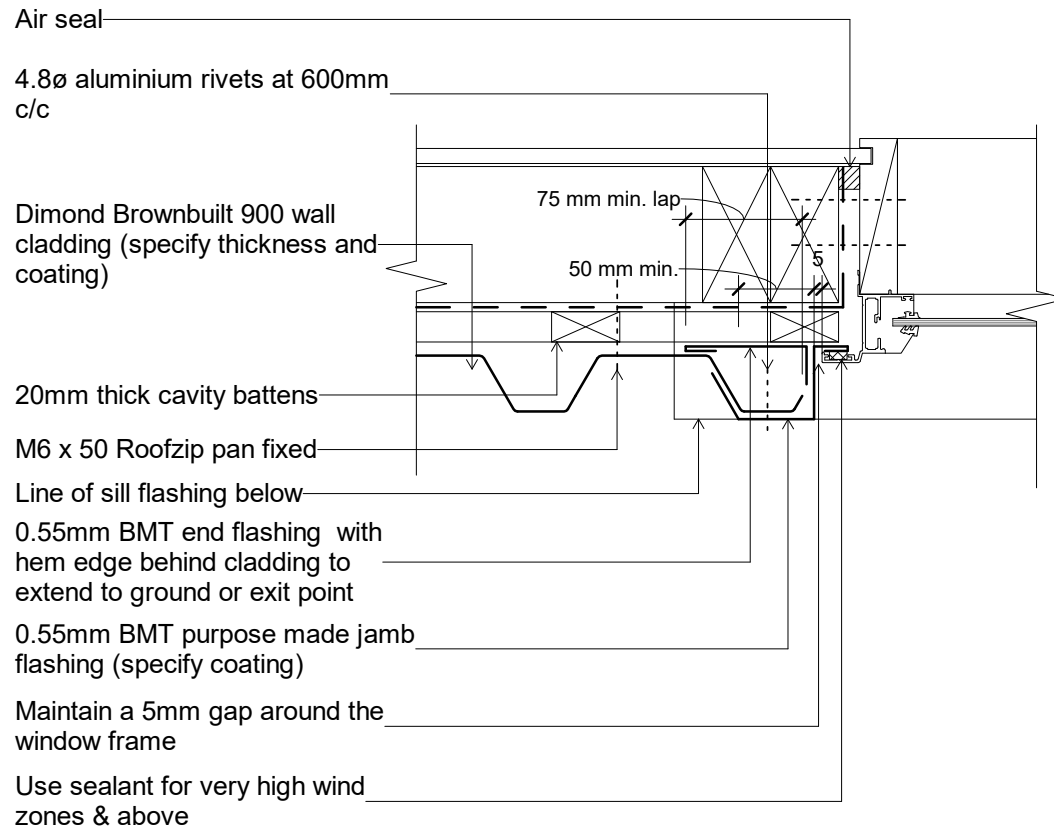 Air seal
4.8ø aluminium rivets at 600mm
c/c
75 mm min. lap
Dimond Brownbuilt 900 wall
cladding (specify thickness and
coating)
5
50 mm min.
20mm thick cavity battens
M6 x 50 Roofzip pan fixed
Line of sill flashing below
0.55mm BMT end flashing with
hem edge behind cladding to
extend to ground or exit point
0.55mm BMT purpose made jamb
flashing (specify coating)
Maintain a 5mm gap around the
window frame
Use sealant for very high wind
zones & above